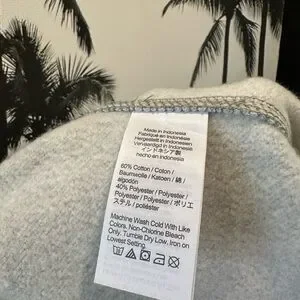 Made in Indonesia
Fabriqué en Indonésie
Hergestellt in Indonesien
Vervaardigd in Indonesië
インドネシア製
hecho en Indonesia
60% Cotton / Coton /
Baumwolle / Katoen / 綿 /
algodón
40% Polyester / Polyester /
Polyester / Polyester / ポリエ
ステル / poliéster
Machine Wash Cold With Like
Colors. Non-Chlorine Bleach
Only. Tumble Dry Low. Iron on
Lowest Setting.